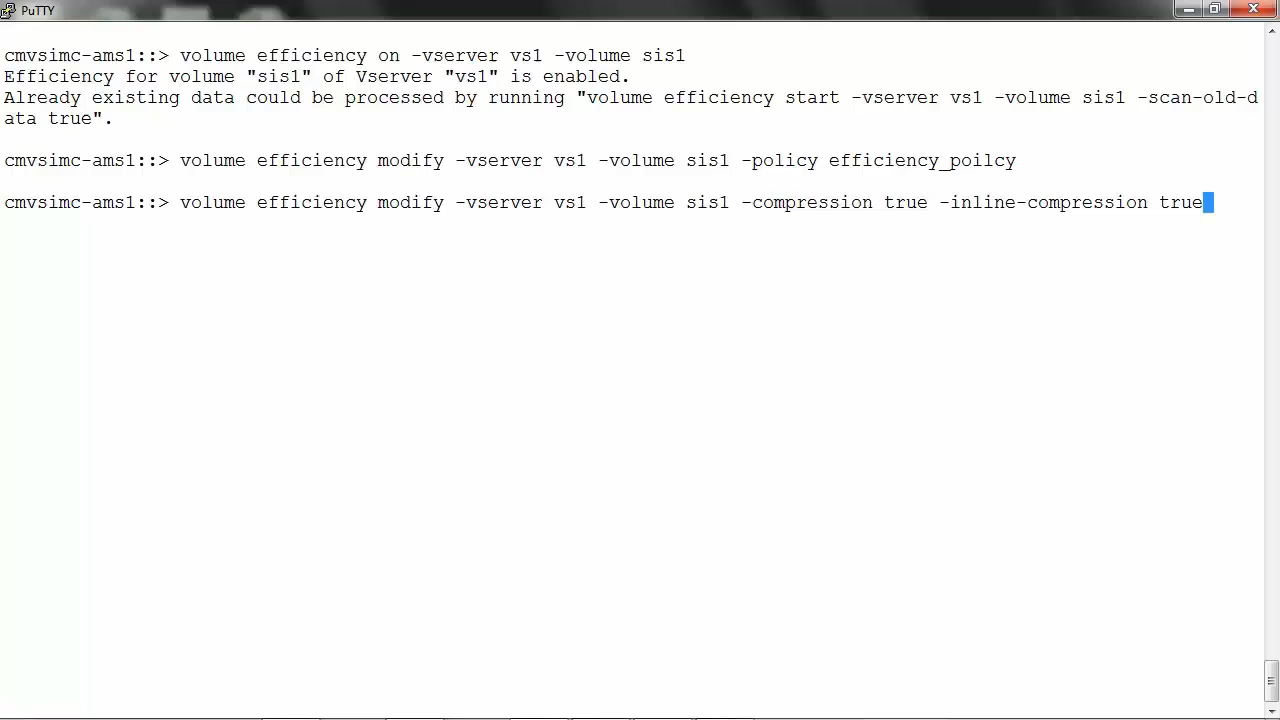 PuTTY
cmvsimc-ams1::> volume efficiency on -vserver vs1 -volume sis1
Efficiency for volume "sis1" of Vserver "vs1" is enabled.
Already existing data could be processed by running "volume efficiency start -vserver vs1 -volume sis1 -scan-old-d
ata true".
cmvsimc-ams1::> volume efficiency modify -vserver vs1 -volume sis1 -policy efficiency_poilcy
cmvsimc-ams1::> volume efficiency modify -vserver vs1 -volume sis1 -compression true -inline-compression true